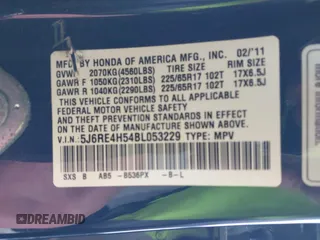 MFD. BY HONDA OF AMERICA MFG., INC. 02/'11
GVWR 2070KG(4560LBS) TIRE SIZE RIM SIZE
GAWR F 1050KG(2310LBS) 225/65R17 102T 17X6.5J
GAWR R 1040KG(2290LBS) 225/65R17 102T 17X6.5J
THIS VEHICLE CONFORMS TO ALL APPLICABLE
FEDERAL MOTOR VEHICLE SAFETY AND
THEFT PREVENTION STANDARDS IN EFFECT ON THE
DATE OF MANUFACTURE SHOWN ABOVE.
V.I.N. 5J6RE4H54BL053229 TYPE: MPV
SXS B AB5 -B536PX -B-L
DREAMBID